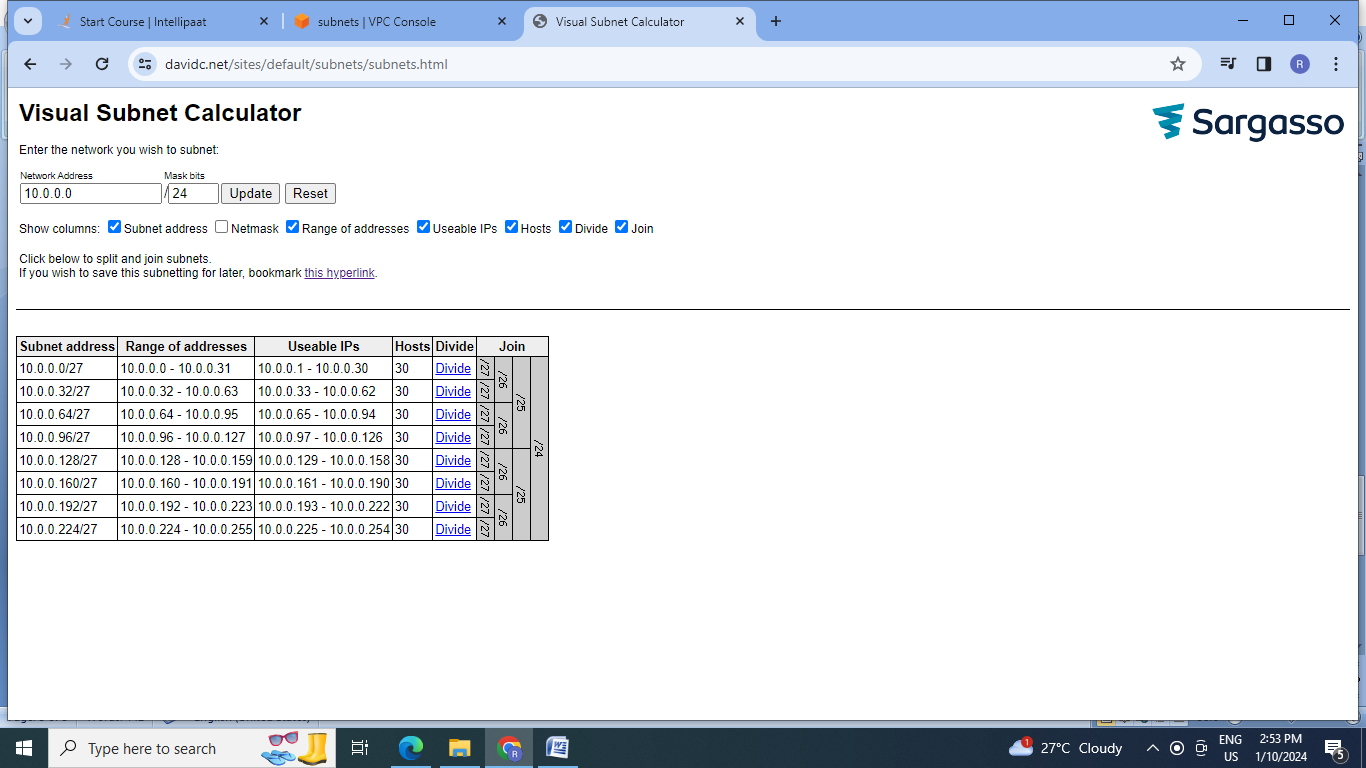 Start Course | Intellipaat
subnets | VPC Console
Visual Subnet Calculator
davidc.net/sites/default/subnets/subnets.html
R
Visual Subnet Calculator
Sargasso
Enter the network you wish to subnet:
Network Address Mask bits
10.0.0.0 / 24 Update Reset
Show columns: Subnet address Netmask Range of addresses Useable IPs Hosts Divide Join
Click below to split and join subnets.
If you wish to save this subnetting for later, bookmark this hyperlink.
Subnet address Range of addresses Useable IPs Hosts Divide Join
10.0.0.0/27 10.0.0.0 - 10.0.0.31 10.0.0.1 - 10.0.0.30 30 Divide /27 /26 /25 /24
10.0.0.32/27 10.0.0.32 - 10.0.0.63 10.0.0.33 - 10.0.0.62 30 Divide /27
10.0.0.64/27 10.0.0.64 - 10.0.0.95 10.0.0.65 - 10.0.0.94 30 Divide /27 /26
10.0.0.96/27 10.0.0.96 - 10.0.0.127 10.0.0.97 - 10.0.0.126 30 Divide /27
10.0.0.128/27 10.0.0.128 - 10.0.0.159 10.0.0.129 - 10.0.0.158 30 Divide /27 /26 /25
10.0.0.160/27 10.0.0.160 - 10.0.0.191 10.0.0.161 - 10.0.0.190 30 Divide /27
10.0.0.192/27 10.0.0.192 - 10.0.0.223 10.0.0.193 - 10.0.0.222 30 Divide /27 /26
10.0.0.224/27 10.0.0.224 - 10.0.0.255 10.0.0.225 - 10.0.0.254 30 Divide /27
Type here to search
R
W
1
27°C Cloudy
ENG
US
2:53 PM
1/10/2024
5